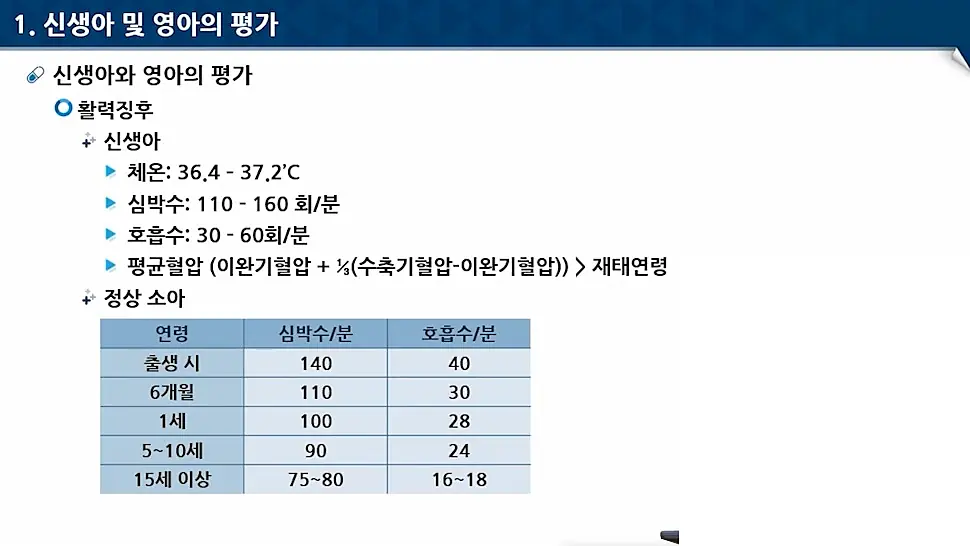 1. 신생아 및 영아의 평가
신생아와 영아의 평가
활력징후
신생아
체온: 36.4 - 37.2'C
심박수: 110 - 160 회/분
호흡수: 30 - 60회/분
평균혈압 (이완기혈압 + ⅓(수축기혈압-이완기혈압)) > 재태연령
정상 소아
연령 심박수/분 호흡수/분
출생 시 140 40
6개월 110 30
1세 100 28
5~10세 90 24
15세 이상 75~80 16~18